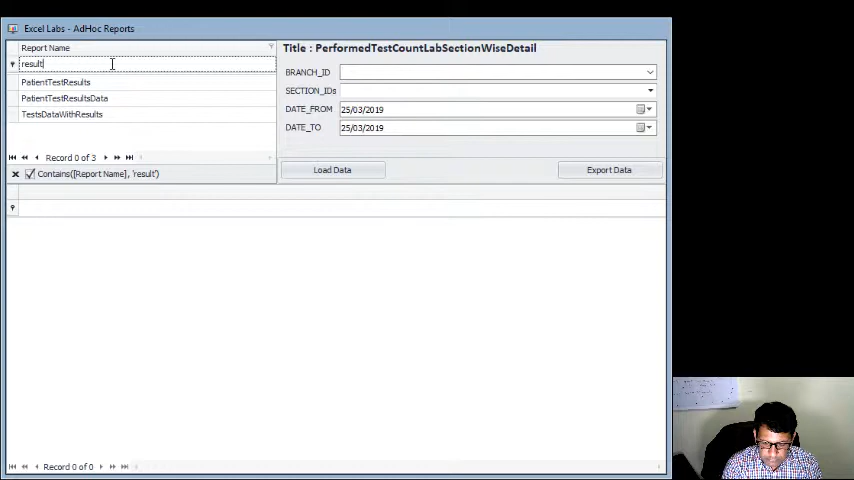 Excel Labs - AdHoc Reports
Report Name
result
PatientTestResults
PatientTestResultsData
TestsDataWithResults
Record 0 of 3
Contains([Report Name], 'result')
Title : PerformedTestCountLabSectionWiseDetail
BRANCH_ID
SECTION_IDs
DATE_FROM 25/03/2019
DATE_TO 25/03/2019
Load Data Export Data
Record 0 of 0